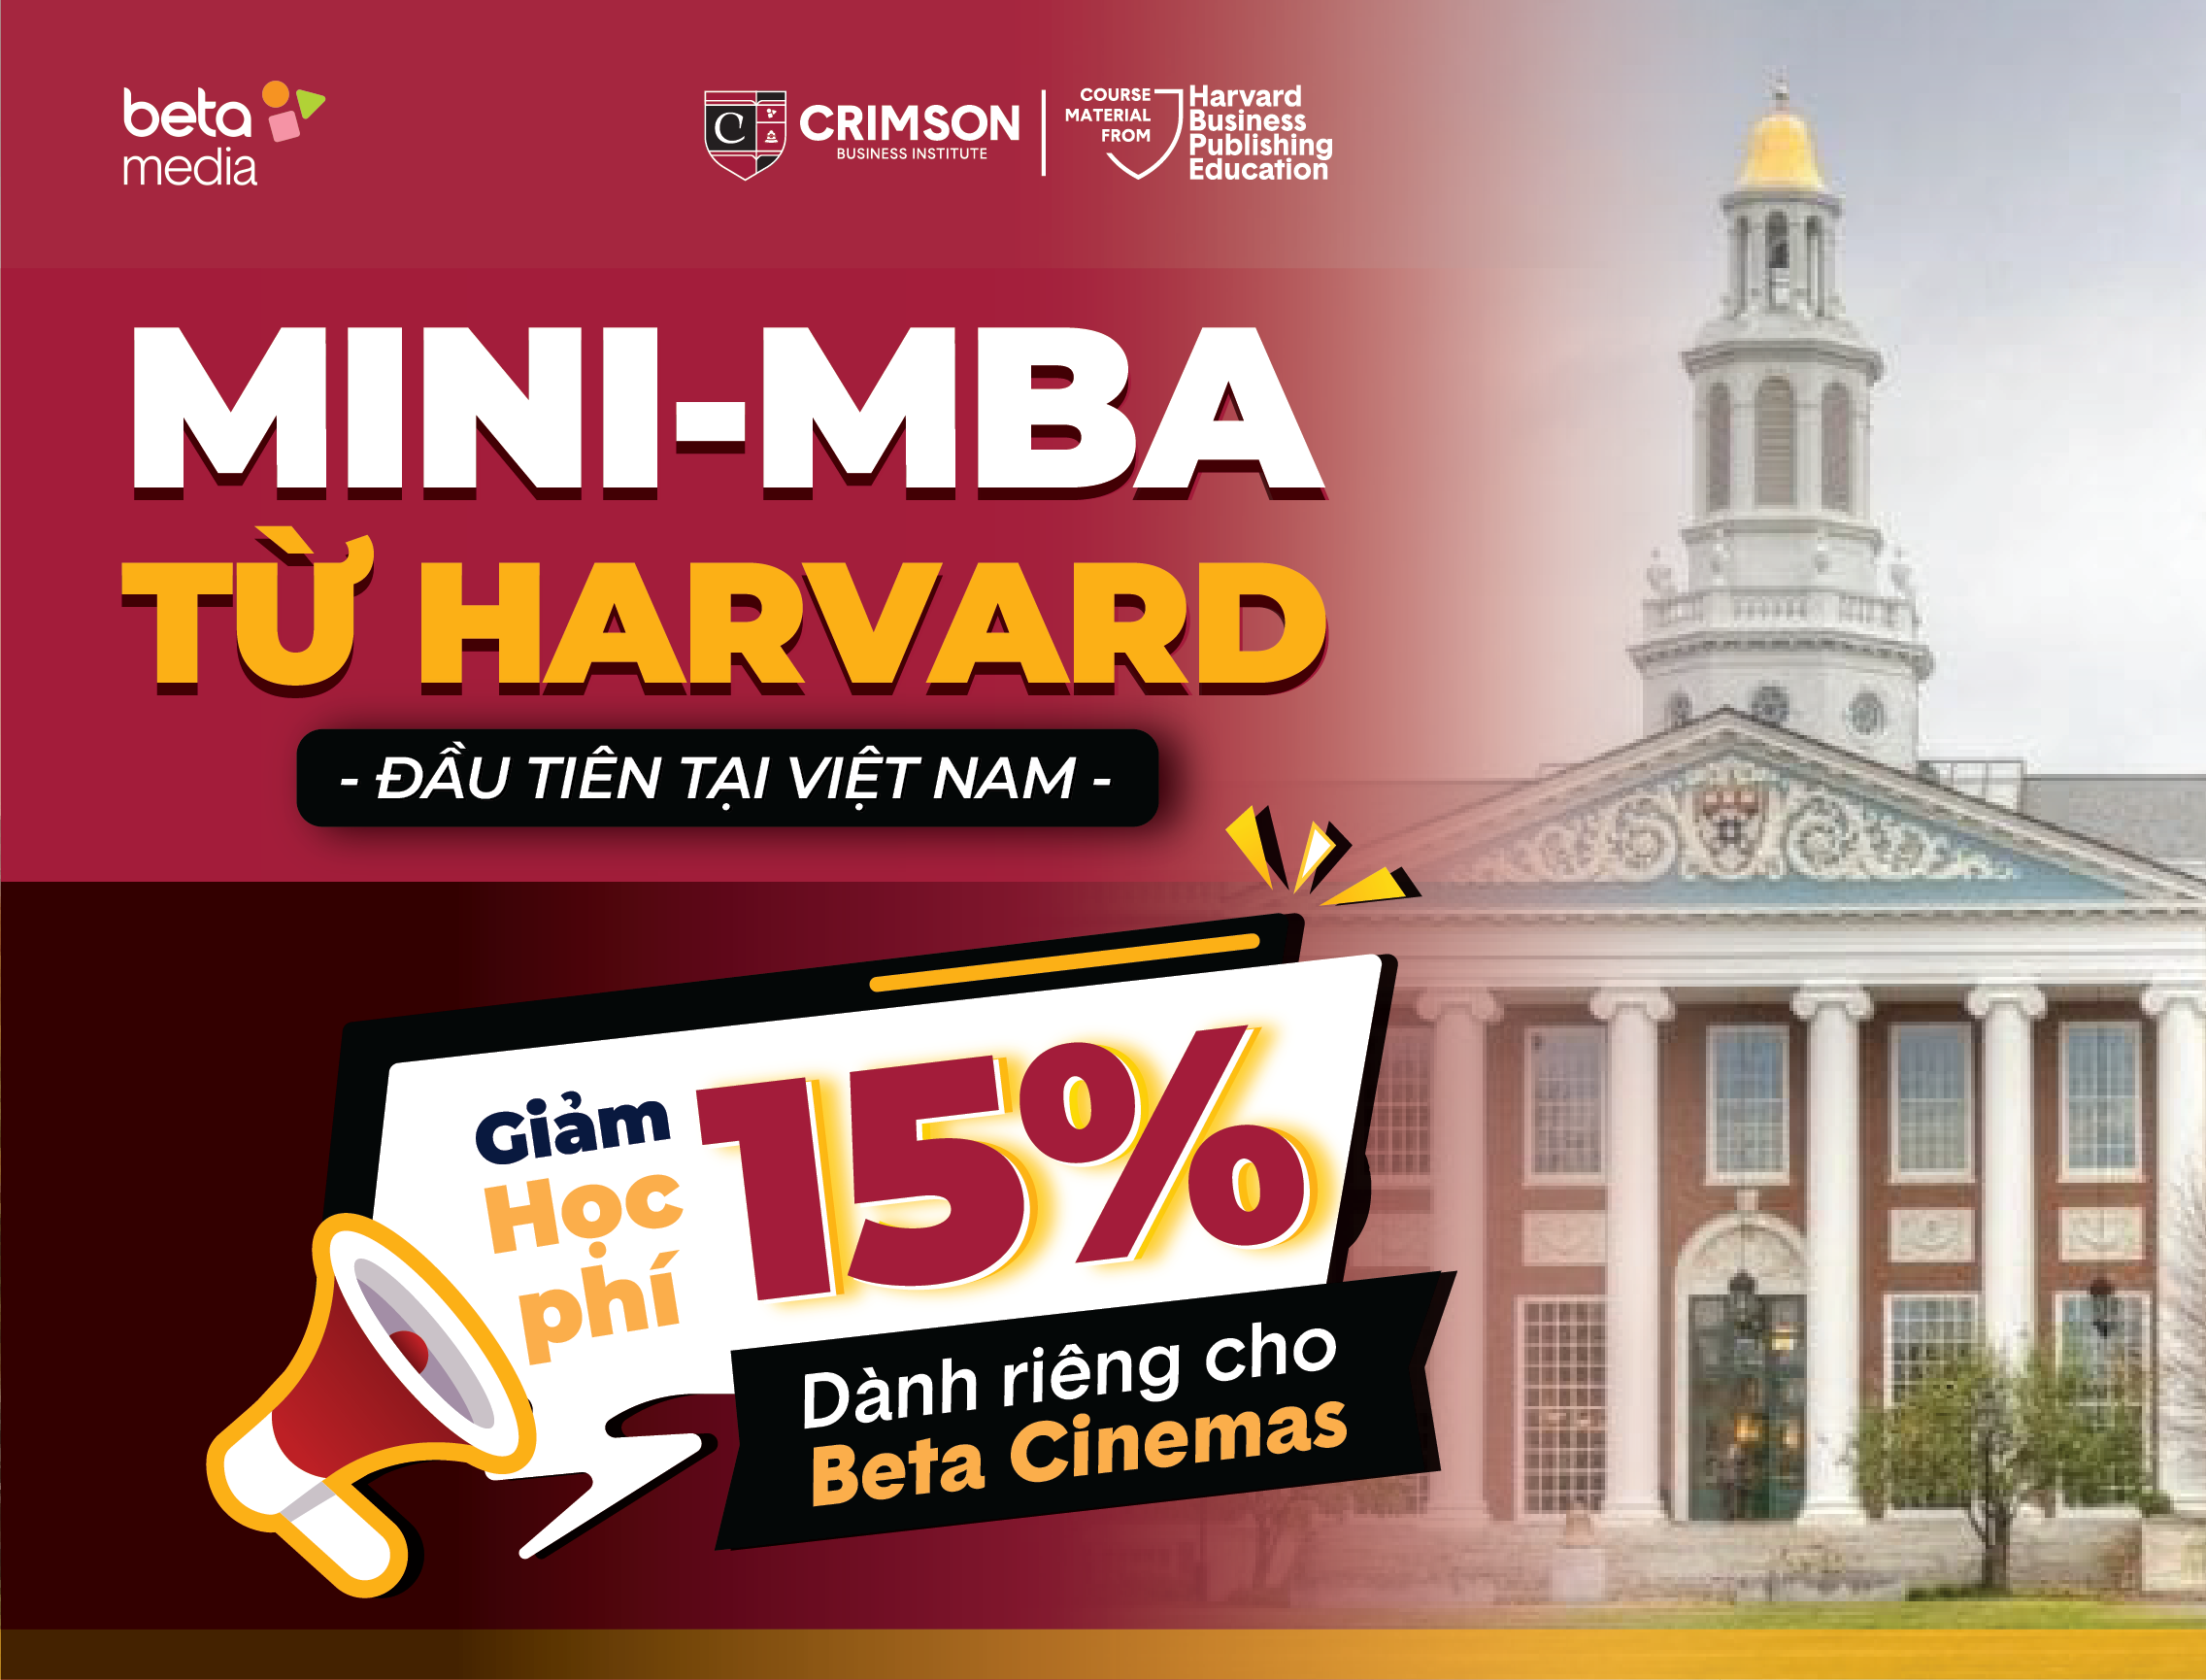 beta
media
C
CRIMSON
BUSINESS INSTITUTE
COURSE
MATERIAL
FROM
Harvard
Business
Publishing
Education
MINI-MBA
TỪ HARVARD
- ĐẦU TIÊN TẠI VIỆT NAM -
Giảm
Học
phí
15%
Dành riêng cho
Beta Cinemas